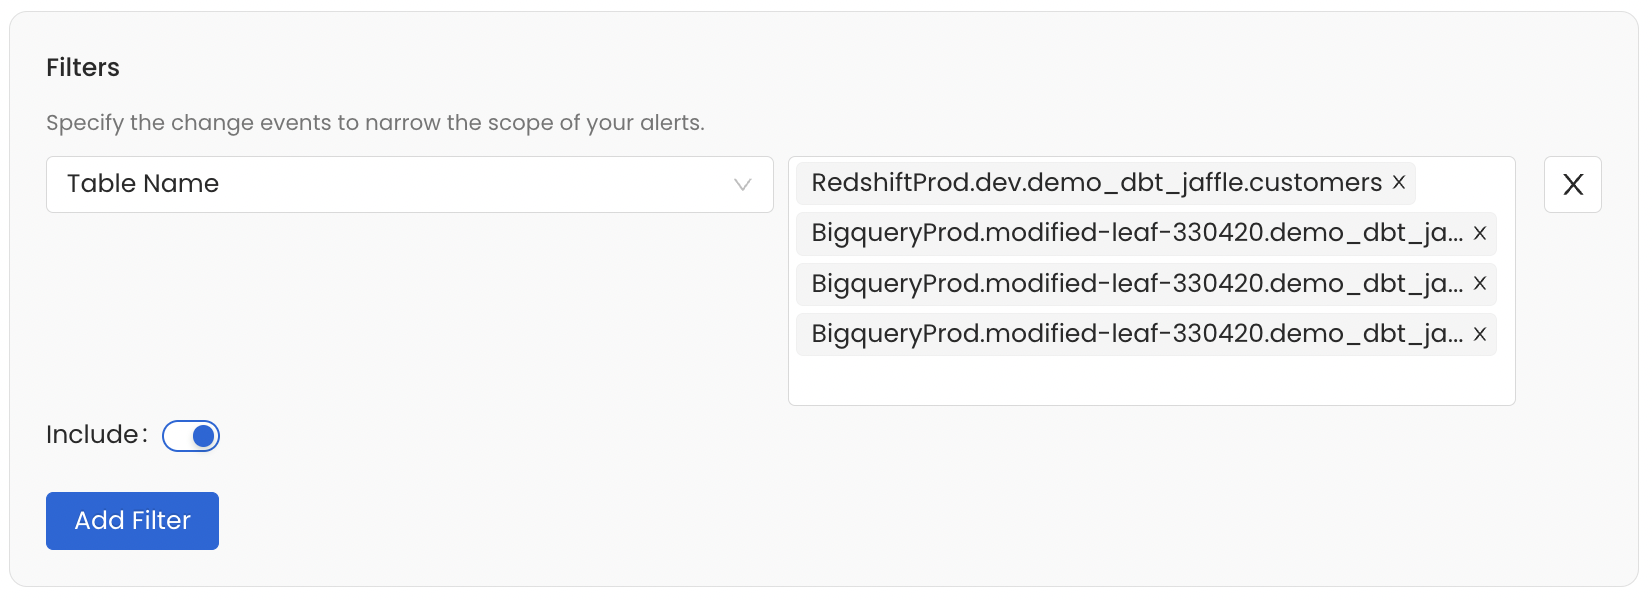 Filters
Specify the change events to narrow the scope of your alerts.
Table Name
RedshiftProd.dev.demo_dbt_jaffle.customers
BigqueryProd.modified-leaf-330420.demo_dbt_ja...
BigqueryProd.modified-leaf-330420.demo_dbt_ja...
BigqueryProd.modified-leaf-330420.demo_dbt_ja...
Include:
Add Filter